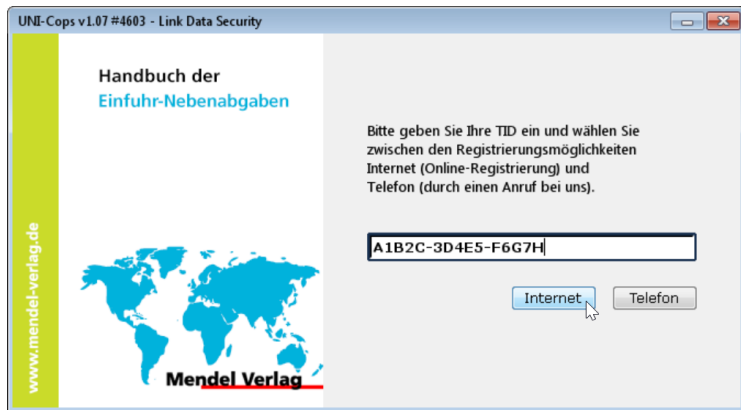 UNI-Cops v1.07 #4603 - Link Data Security
www.mendel-verlag.de
Handbuch der
Einfuhr-Nebenabgaben
Mendel Verlag
Bitte geben Sie Ihre TID ein und wählen Sie
zwischen den Registrierungsmöglichkeiten
Internet (Online-Registrierung) und
Telefon (durch einen Anruf bei uns).
A1B2C-3D4E5-F6G7H
Internet
Telefon